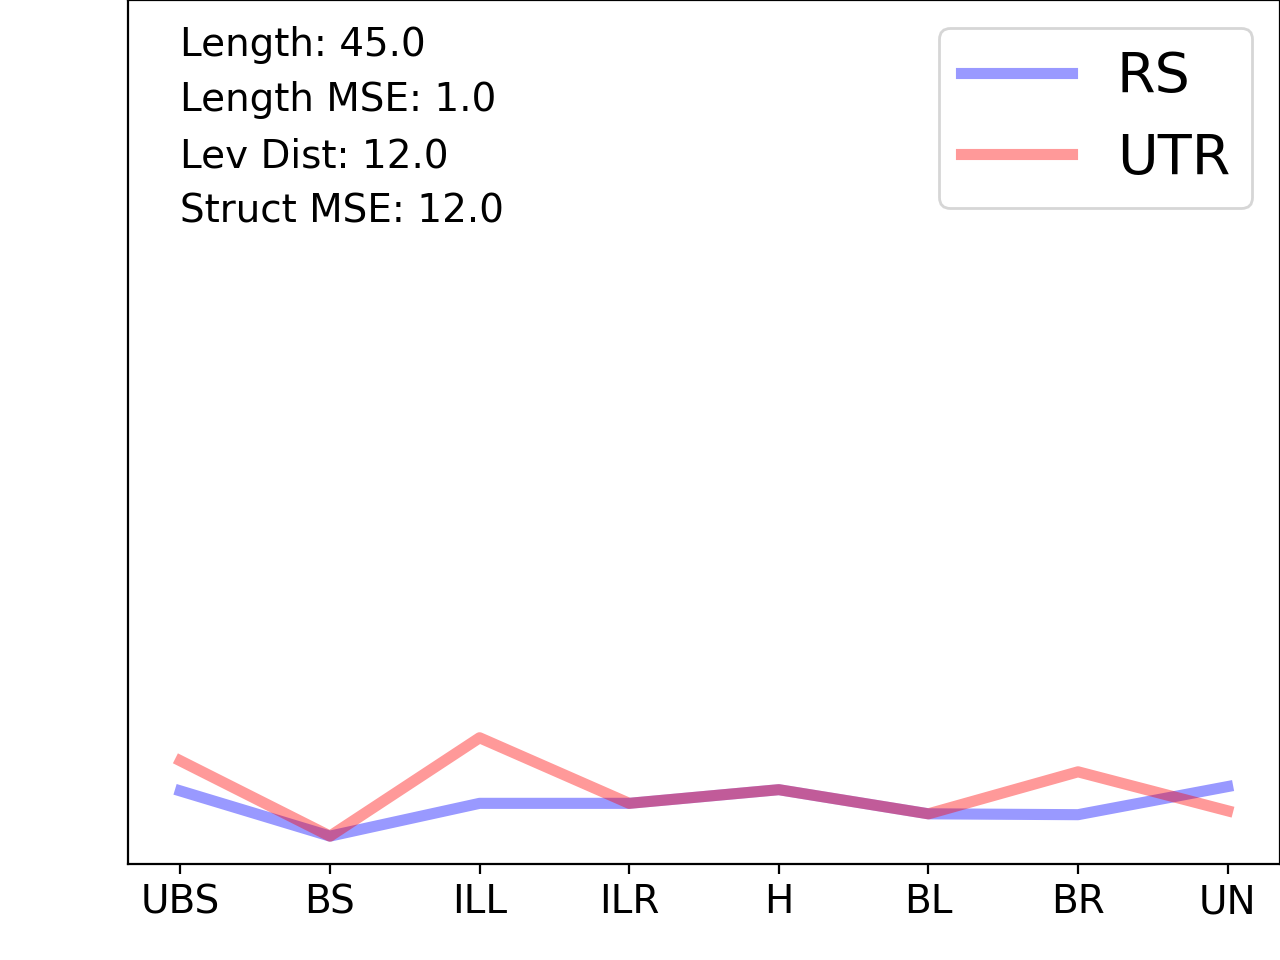 Length: 45.0
Length MSE: 1.0
Lev Dist: 12.0
Struct MSE: 12.0
RS
UTR
UBS BS ILL ILR H BL BR UN